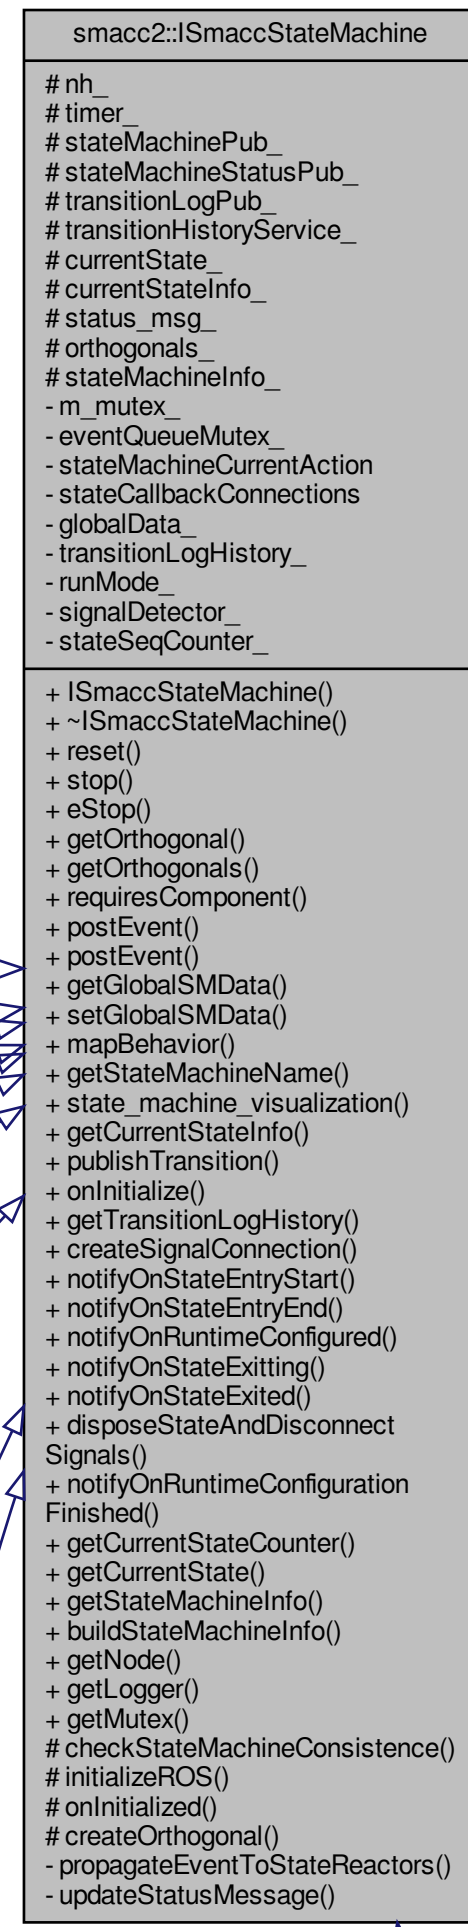 smacc2::ISmaccStateMachine
# nh_
# timer_
# stateMachinePub_
# stateMachineStatusPub_
# transitionLogPub_
# transitionHistoryService_
# currentState_
# currentStateInfo_
# status_msg_
# orthogonals_
# stateMachineInfo_
- m_mutex_
- eventQueueMutex_
- stateMachineCurrentAction
- stateCallbackConnections
- globalData_
- transitionLogHistory_
- runMode_
- signalDetector_
- stateSeqCounter_
+ ISmaccStateMachine()
+ ~ISmaccStateMachine()
+ reset()
+ stop()
+ eStop()
+ getOrthogonal()
+ getOrthogonals()
+ requiresComponent()
+ postEvent()
+ postEvent()
+ getGlobalSMData()
+ setGlobalSMData()
+ mapBehavior()
+ getStateMachineName()
+ state_machine_visualization()
+ getCurrentStateInfo()
+ publishTransition()
+ onInitialize()
+ getTransitionLogHistory()
+ createSignalConnection()
+ notifyOnStateEntryStart()
+ notifyOnStateEntryEnd()
+ notifyOnRuntimeConfigured()
+ notifyOnStateExitting()
+ notifyOnStateExited()
+ disposeStateAndDisconnect
Signals()
+ notifyOnRuntimeConfiguration
Finished()
+ getCurrentStateCounter()
+ getCurrentState()
+ getStateMachineInfo()
+ buildStateMachineInfo()
+ getNode()
+ getLogger()
+ getMutex()
# checkStateMachineConsistence()
# initializeROS()
# onInitialized()
# createOrthogonal()
- propagateEventToStateReactors()
- updateStatusMessage()